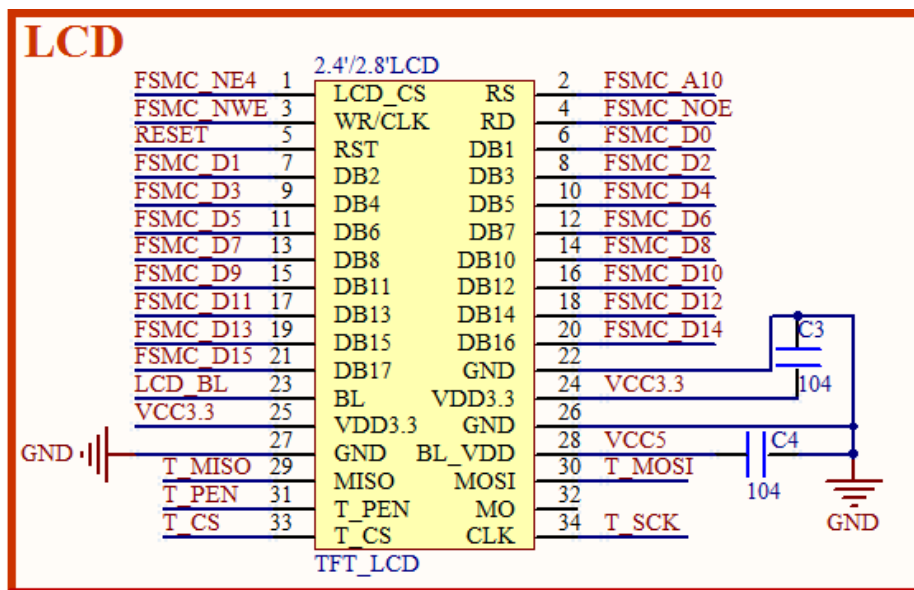 LCD
2.4'/2.8'LCD
FSMC_NE4 1 LCD_CS RS 2 FSMC_A10
FSMC_NWE 3 WR/CLK RD 4 FSMC_NOE
RESET 5 RST DB1 6 FSMC_D0
FSMC_D1 7 DB2 DB3 8 FSMC_D2
FSMC_D3 9 DB4 DB5 10 FSMC_D4
FSMC_D5 11 DB6 DB7 12 FSMC_D6
FSMC_D7 13 DB8 DB10 14 FSMC_D8
FSMC_D9 15 DB11 DB12 16 FSMC_D10
FSMC_D11 17 DB13 DB14 18 FSMC_D12
FSMC_D13 19 DB15 DB16 20 FSMC_D14 C3
FSMC_D15 21 DB17 GND 22
LCD_BL 23 BL VDD3.3 24 VCC3.3 104
VCC3.3 25 VDD3.3 GND 26
GND 27 GND BL_VDD 28 VCC5 C4
T_MISO 29 MISO MOSI 30 T_MOSI
T_PEN 31 T_PEN MO 32 104
T_CS 33 T_CS CLK 34 T_SCK GND
TFT_LCD